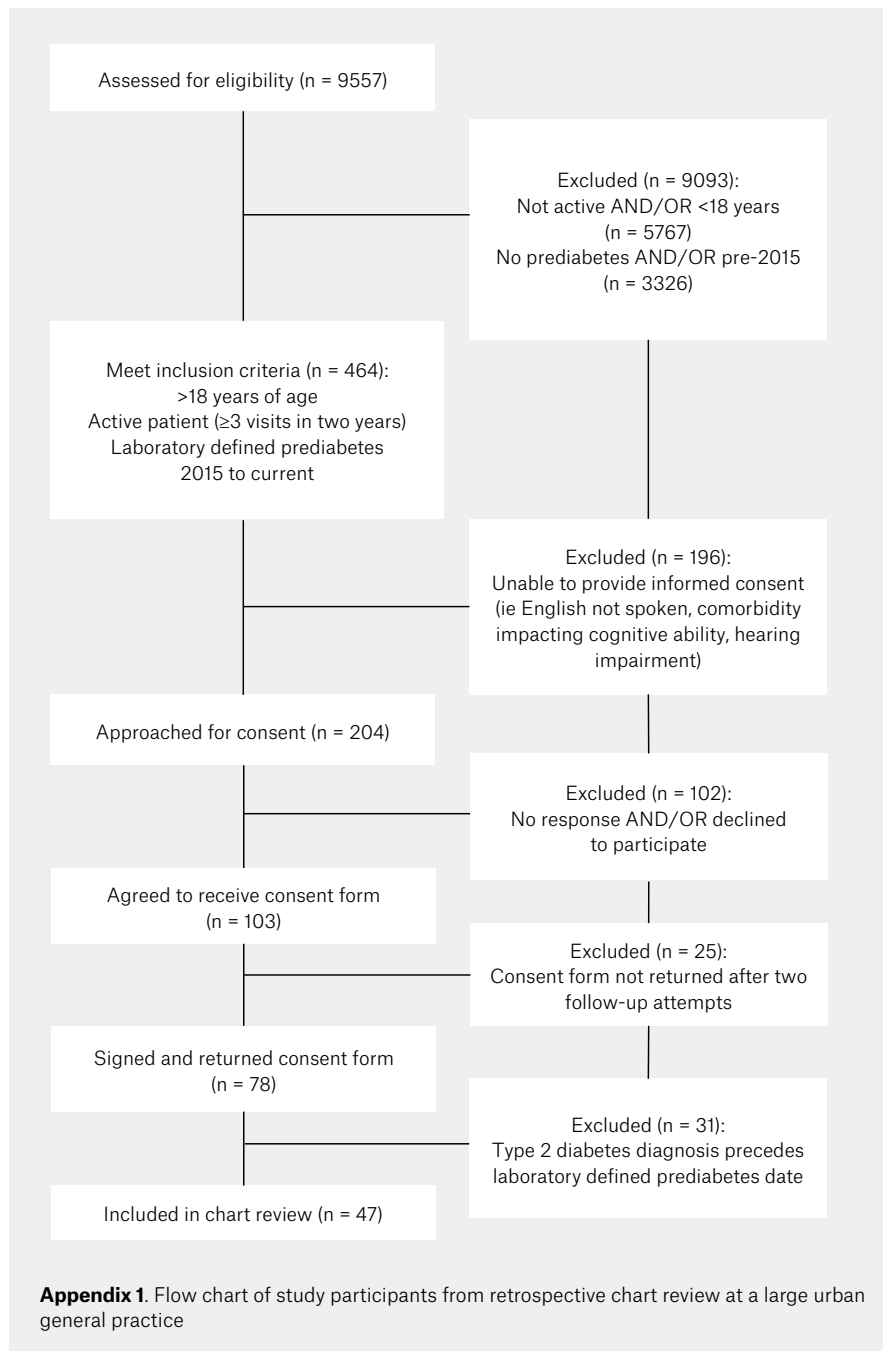 Assessed for eligibility (n = 9557)
Excluded (n = 9093):
Not active AND/OR <18 years
(n = 5767)
No prediabetes AND/OR pre-2015
(n = 3326)
Meet inclusion criteria (n = 464):
>18 years of age
Active patient (≥3 visits in two years)
Laboratory defined prediabetes
2015 to current
Excluded (n = 196):
Unable to provide informed consent
(ie English not spoken, comorbidity
impacting cognitive ability, hearing
impairment)
Approached for consent (n = 204)
Excluded (n = 102):
No response AND/OR declined
to participate
Agreed to receive consent form
(n = 103)
Excluded (n = 25):
Consent form not returned after two
follow-up attempts
Signed and returned consent form
(n = 78)
Excluded (n = 31):
Type 2 diabetes diagnosis precedes
laboratory defined prediabetes date
Included in chart review (n = 47)
Appendix 1. Flow chart of study participants from retrospective chart review at a large urban
general practice